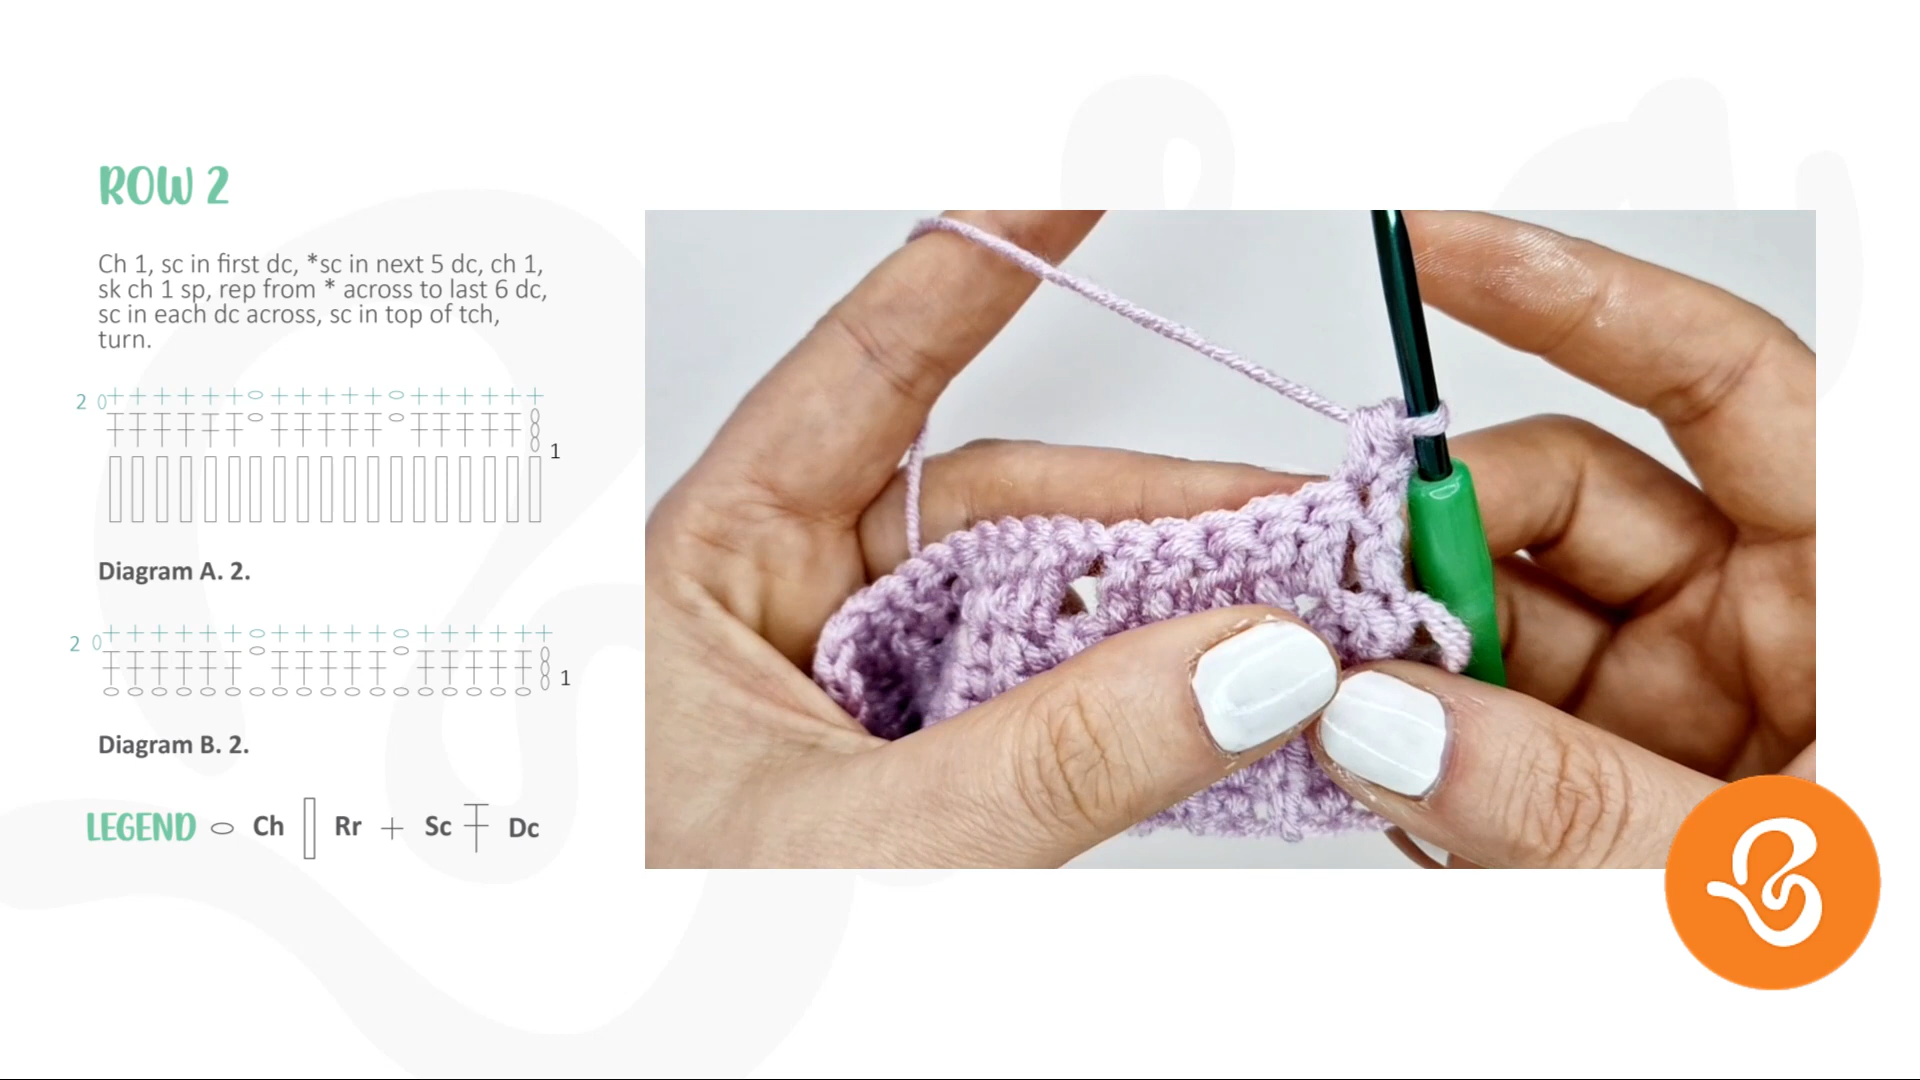 ROW 2
Ch 1, sc in first dc, *sc in next 5 dc, ch 1,
sk ch 1 sp, rep from * across to last 6 dc,
sc in each dc across, sc in top of tch,
turn.
2
1
Diagram A. 2.
2
1
Diagram B. 2.
LEGEND Ch Rr Sc Dc